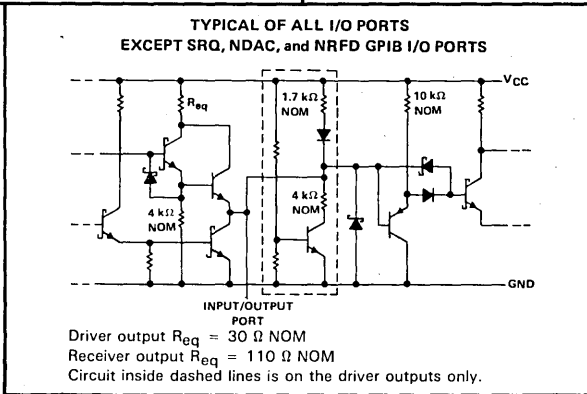 TYPICAL OF ALL I/O PORTS
EXCEPT SRQ, NDAC, and NRFD GPIB I/O PORTS
VCC
Req
1.7 kΩ
NOM
10 kΩ
NOM
4 kΩ
NOM
4 kΩ
NOM
GND
INPUT/OUTPUT
PORT
Driver output Req = 30 Ω NOM
Receiver output Req = 110 Ω NOM
Circuit inside dashed lines is on the driver outputs only.